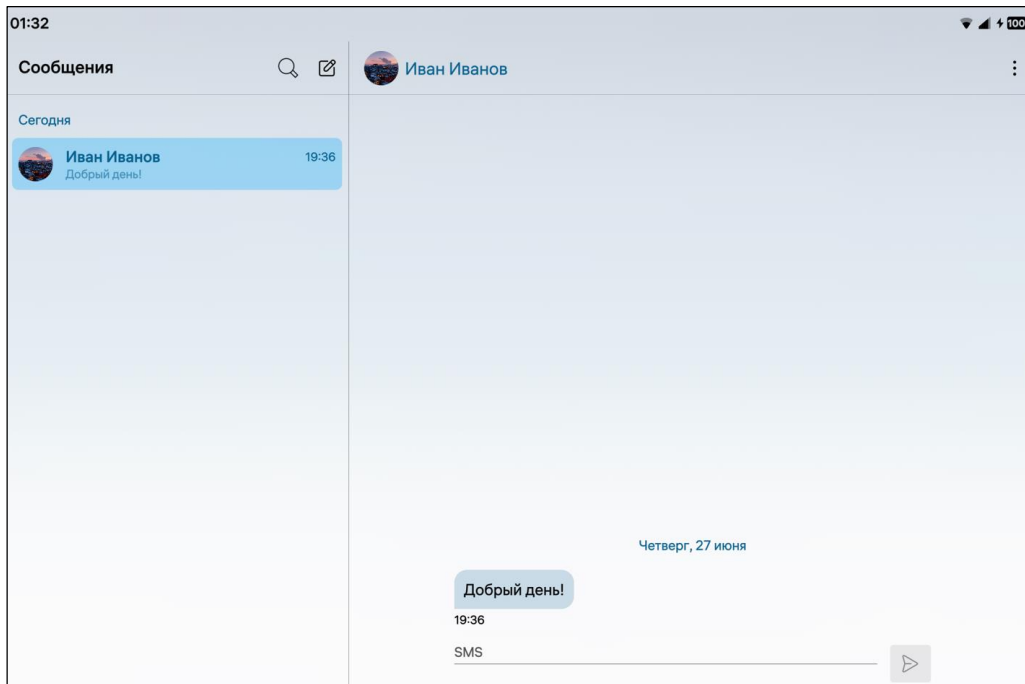 01:32
100
Сообщения
Иван Иванов
Сегодня
Иван Иванов
19:36
Добрый день!
Четверг, 27 июня
Добрый день!
19:36
SMS